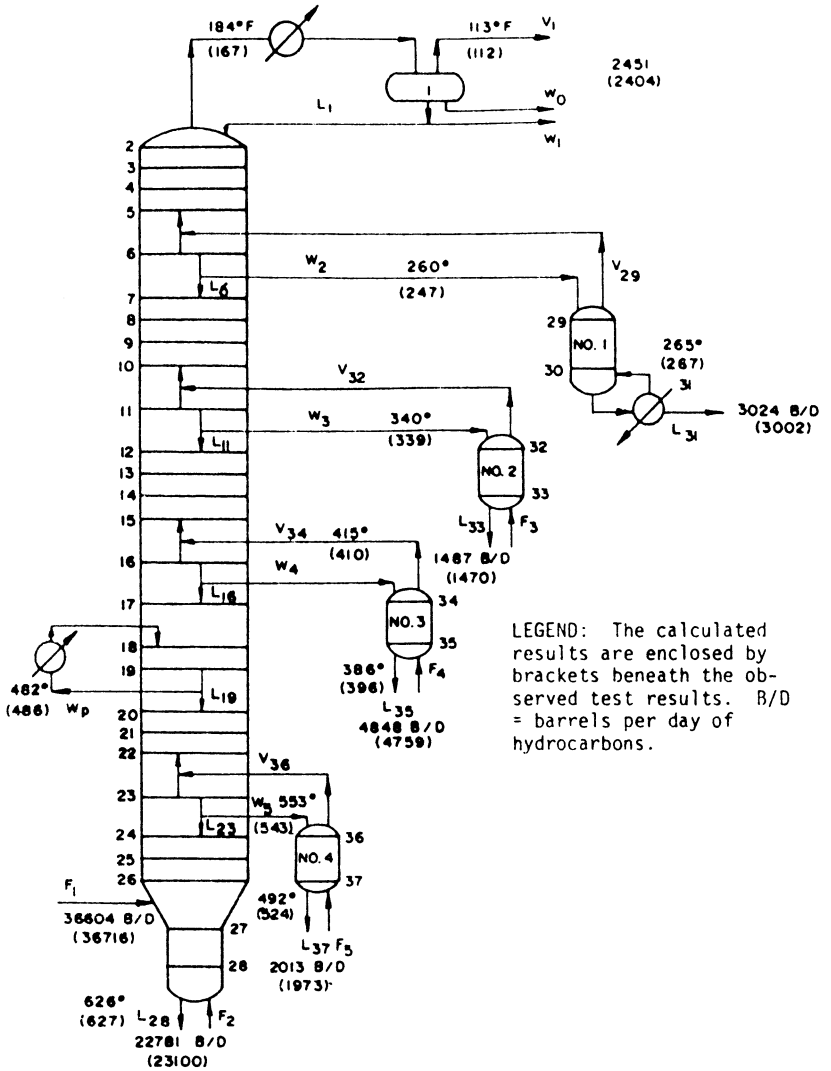 184°F
(167)
113°F
(112)
V1
2451
(2404)
1
W0
L1
W1
2
3
4
5
6
W2
260°
(247)
V29
L6
7
8
9
10
29
NO. 1
30
265°
(267)
31
3024 B/D
(3002)
L31
V32
11
W3
340°
(339)
L11
12
13
14
15
32
NO. 2
33
L33
F3
1487 B/D
(1470)
V34
415°
(410)
16
W4
L16
17
34
NO. 3
35
18
19
482°
(486)
Wp
L19
20
21
22
386°
(396)
F4
L35
4848 B/D
(4759)
LEGEND: The calculated
results are enclosed by
brackets beneath the ob-
served test results. B/D
= barrels per day of
hydrocarbons.
V36
23
W5
553°
(543)
L23
24
25
26
36
NO. 4
37
F1
36604 B/D
(36716)
27
28
492°
(524)
L37
F5
2013 B/D
(1973)
626°
(627)
L28
F2
22781 B/D
(23100)